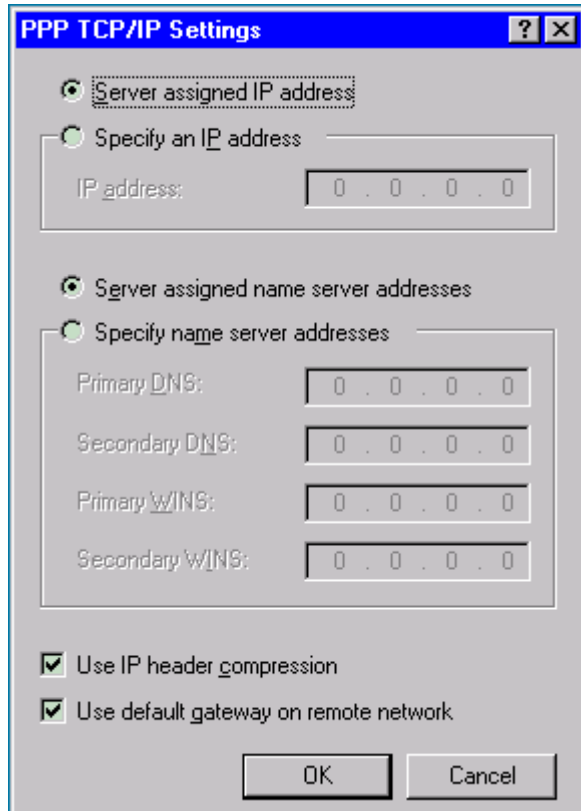 PPP TCP/IP Settings
Server assigned IP address
Specify an IP address
IP address: 0 . 0 . 0 . 0
Server assigned name server addresses
Specify name server addresses
Primary DNS: 0 . 0 . 0 . 0
Secondary DNS: 0 . 0 . 0 . 0
Primary WINS: 0 . 0 . 0 . 0
Secondary WINS: 0 . 0 . 0 . 0
Use IP header compression
Use default gateway on remote network
OK Cancel